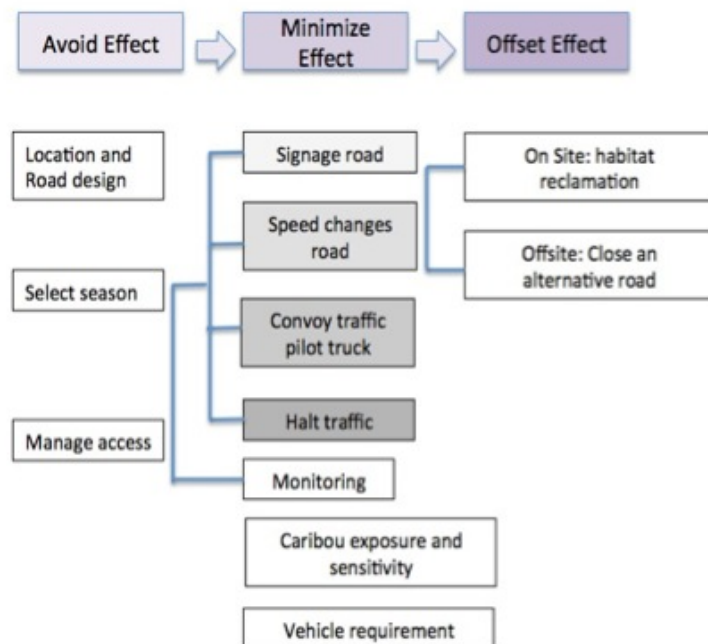 Avoid Effect
Minimize
Effect
Offset Effect
Location and
Road design
Select season
Manage access
Signage road
Speed changes
road
Convoy traffic
pilot truck
Halt traffic
Monitoring
Caribou exposure and
sensitivity
Vehicle requirement
On Site: habitat
reclamation
Offsite: Close an
alternative road